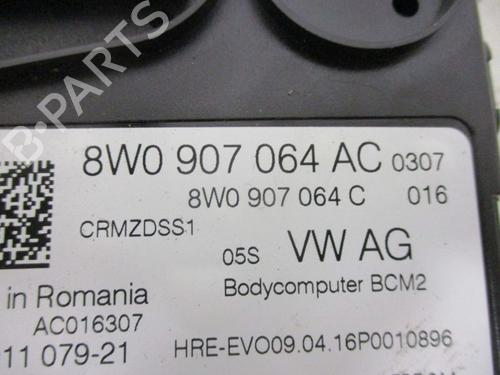 B-PARTS
8W0 907 064 AC 0307
8W0 907 064 C 016
CRMZDSS1
05S VW AG
Bodycomputer BCM2
in Romania
AC016307
11 079-21
HRE-EVO09.04.16P0010896